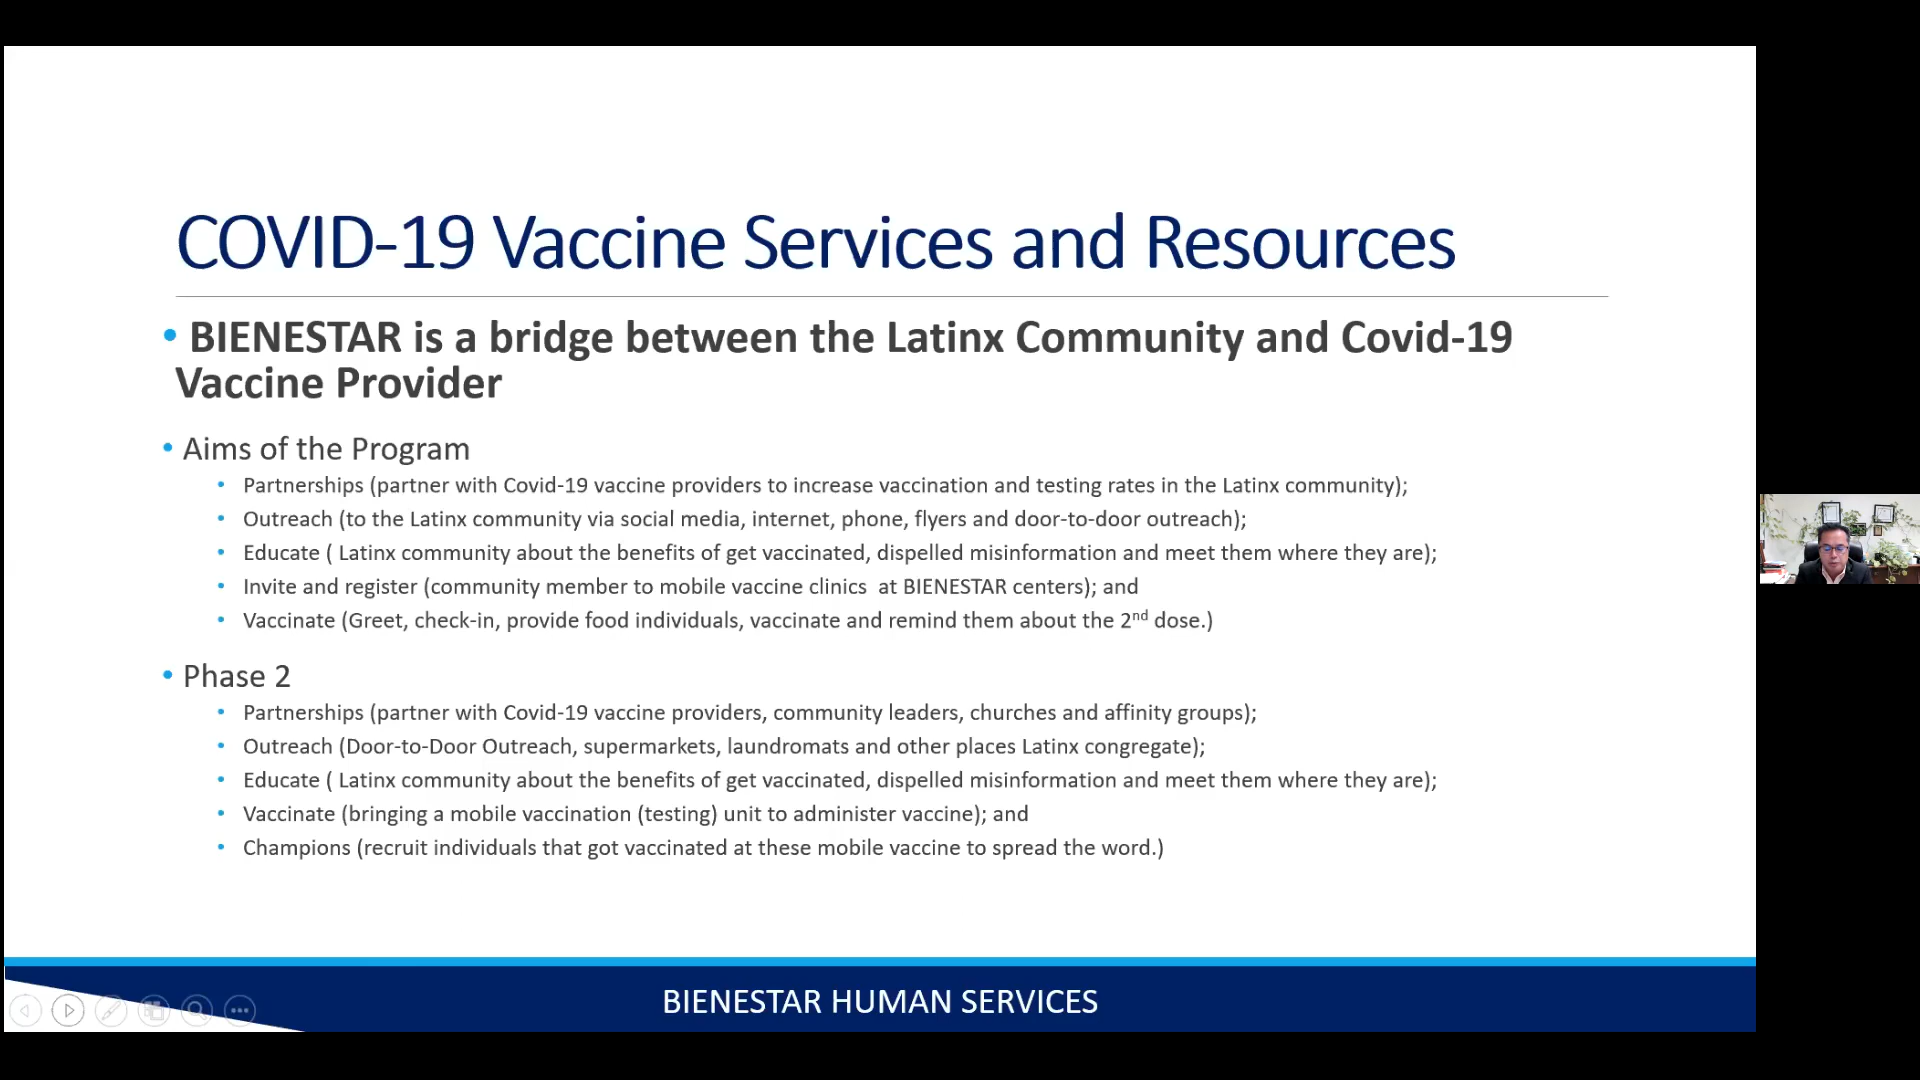 COVID-19 Vaccine Services and Resources
• BIENESTAR is a bridge between the Latinx Community and Covid-19
Vaccine Provider
• Aims of the Program
• Partnerships (partner with Covid-19 vaccine providers to increase vaccination and testing rates in the Latinx community);
• Outreach (to the Latinx community via social media, internet, phone, flyers and door-to-door outreach);
• Educate ( Latinx community about the benefits of get vaccinated, dispelled misinformation and meet them where they are);
• Invite and register (community member to mobile vaccine clinics  at BIENESTAR centers); and
• Vaccinate (Greet, check-in, provide food individuals, vaccinate and remind them about the 2nd dose.)
• Phase 2
• Partnerships (partner with Covid-19 vaccine providers, community leaders, churches and affinity groups);
• Outreach (Door-to-Door Outreach, supermarkets, laundromats and other places Latinx congregate);
• Educate ( Latinx community about the benefits of get vaccinated, dispelled misinformation and meet them where they are);
• Vaccinate (bringing a mobile vaccination (testing) unit to administer vaccine); and
• Champions (recruit individuals that got vaccinated at these mobile vaccine to spread the word.)
BIENESTAR HUMAN SERVICES